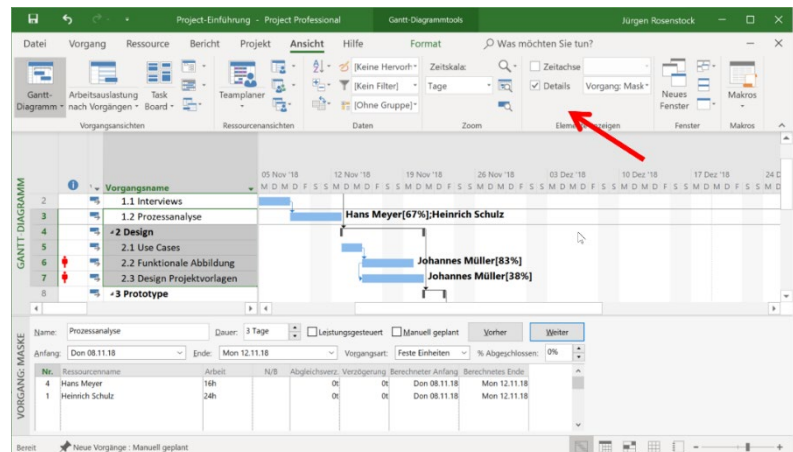 Project-Einführung - Project Professional Gantt-Diagrammtools Jürgen Rosenstock
Datei Vorgang Ressource Bericht Projekt Ansicht Hilfe Format Was möchten Sie tun?
Gantt-Diagramm
Arbeitsauslastung nach Vorgängen
Task Board
Teamplaner
[Keine Hervorh
[Kein Filter]
[Ohne Gruppe]
Zeitskala:
Tage
Zeitachse
Details Vorgang: Mask
Neues Fenster
Makros
Vorgangsansichten Ressourcenansichten Daten Zoom Elemente anzeigen Fenster Makros
05 Nov '18 12 Nov '18 19 Nov '18 26 Nov '18 03 Dez '18 10 Dez '18 17 Dez '18 24 D
Vorgangsname M D M D F S S M D M D F S S M D M D F S S M D M D F S S M D M D F S S M D M D F S S M D M D F S S M D
GANTT-DIAGRAMM
2 1.1 Interviews
3 1.2 Prozessanalyse Hans Meyer[67%];Heinrich Schulz
4 2 Design
5 2.1 Use Cases
6 2.2 Funktionale Abbildung Johannes Müller[83%]
7 2.3 Design Projektvorlagen Johannes Müller[38%]
8 3 Prototype
VORGANG: MASKE
Name: Prozessanalyse Dauer: 3 Tage Leistungsgesteuert Manuell geplant Vorher Weiter
Anfang: Don 08.11.18 Ende: Mon 12.11.18 Vorgangsart: Feste Einheiten % Abgeschlossen: 0%
Nr. Ressourcenname Arbeit N/B Abgleichsverz. Verzögerung Berechneter Anfang Berechnetes Ende
4 Hans Meyer 16h 0t 0t Don 08.11.18 Mon 12.11.18
1 Heinrich Schulz 24h 0t 0t Don 08.11.18 Mon 12.11.18
Bereit Neue Vorgänge : Manuell geplant